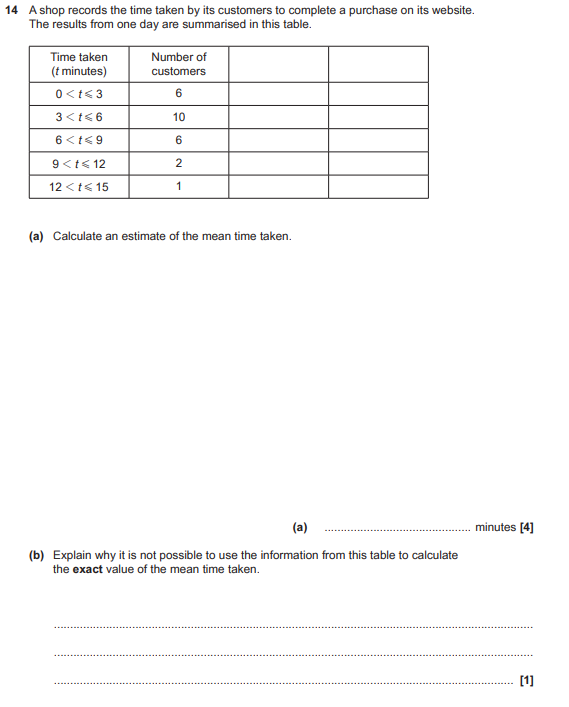 14 A shop records the time taken by its customers to complete a purchase on its website.
The results from one day are summarised in this table.
Time taken (t minutes) Number of customers
0 < t ⩽ 3 6
3 < t ⩽ 6 10
6 < t ⩽ 9 6
9 < t ⩽ 12 2
12 < t ⩽ 15 1
(a) Calculate an estimate of the mean time taken.
(a) ............................................. minutes [4]
(b) Explain why it is not possible to use the information from this table to calculate
the exact value of the mean time taken.
[1]